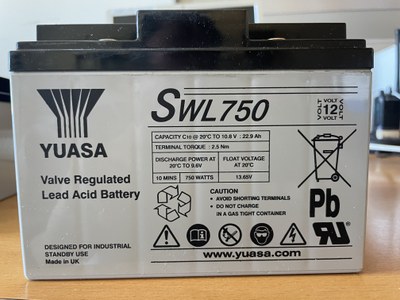 SWL750
VOLT
VOLT 12 VOLT
VOLT
YUASA
Valve Regulated
Lead Acid Battery
CAPACITY C10 @ 20°C TO 10.8 V : 22.9 Ah
TERMINAL TORQUE : 2.5 Nm
DISCHARGE POWER AT
20°C TO 9.6V
FLOAT VOLTAGE
AT 20°C
10 MINS 750 WATTS 13.65V
CAUTION
• AVOID SHORTING TERMINALS
• DO NOT CHARGE
IN A GAS TIGHT CONTAINER
Pb
DESIGNED FOR INDUSTRIAL
STANDBY USE
Made in UK
www.yuasa.com